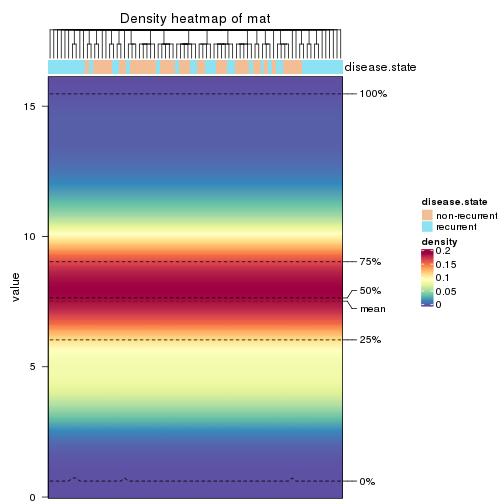 Density heatmap of mat
disease.state
100%
15
disease.state
non-recurrent
recurrent
density
0.2
0.15
0.1
0.05
0
10
75%
value
50%
mean
25%
5
0%
0